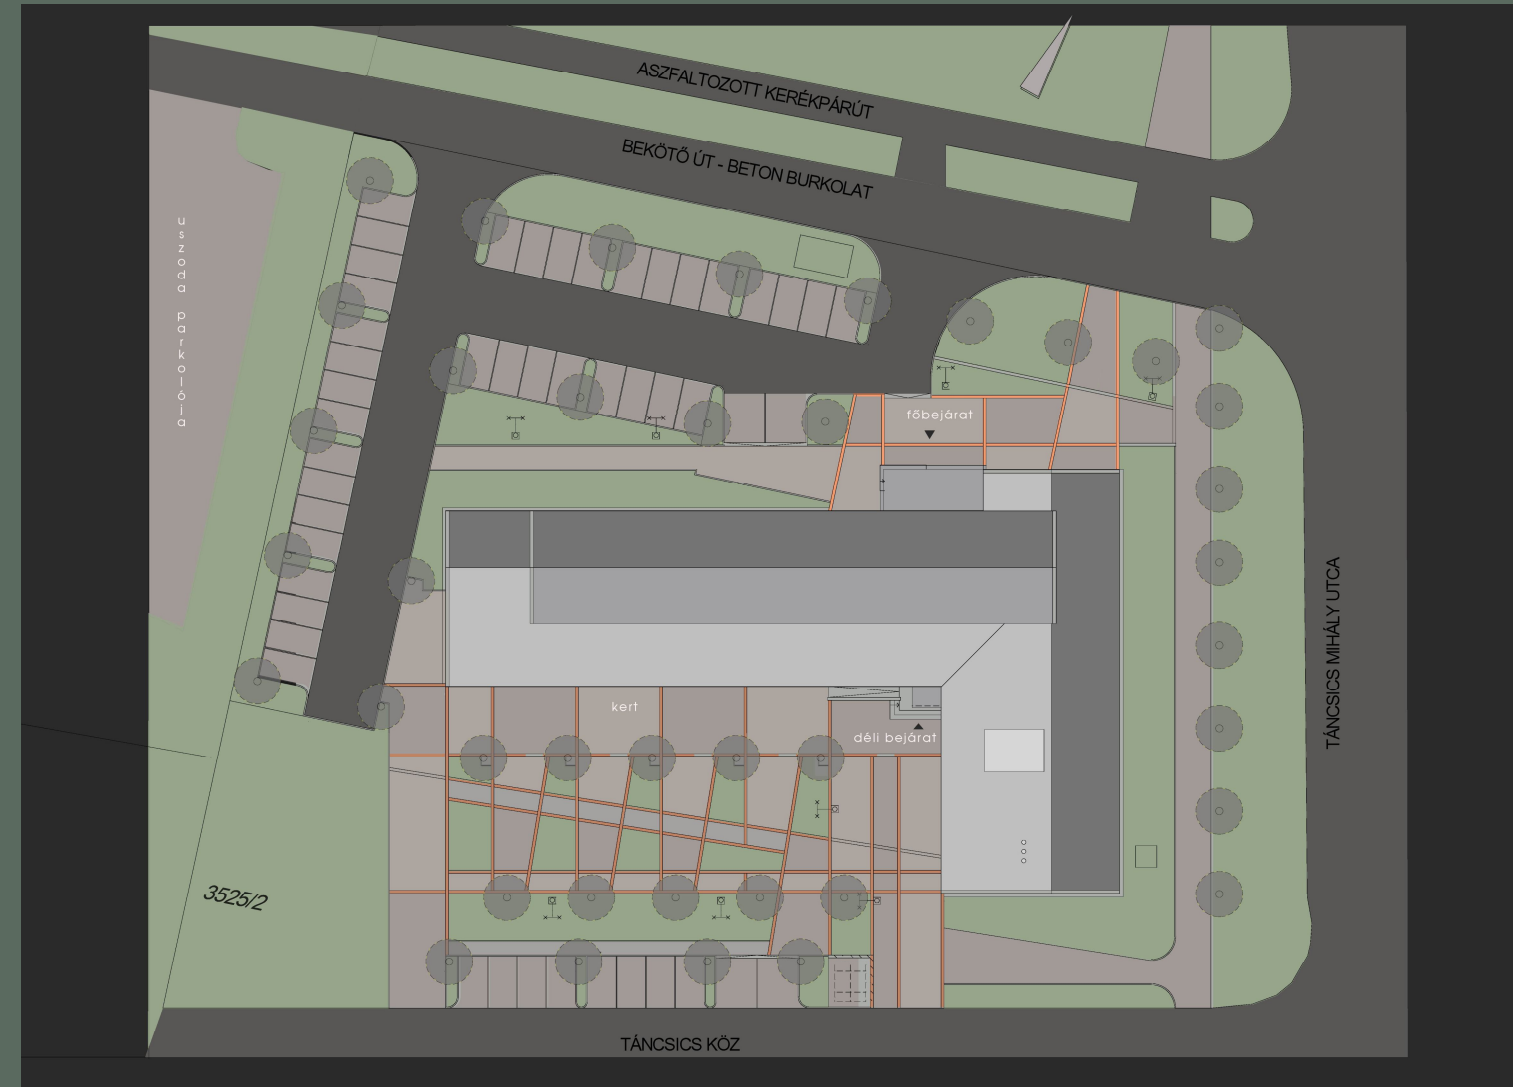 ASZFALTOZOTT KERÉKPÁRÚT
BEKÖTŐ ÚT - BETON BURKOLAT
uszoda parkolója
főbejárat
TÁNCSICS MIHÁLY UTCA
kert
déli bejárat
3525/2
TÁNCSICS KÖZ